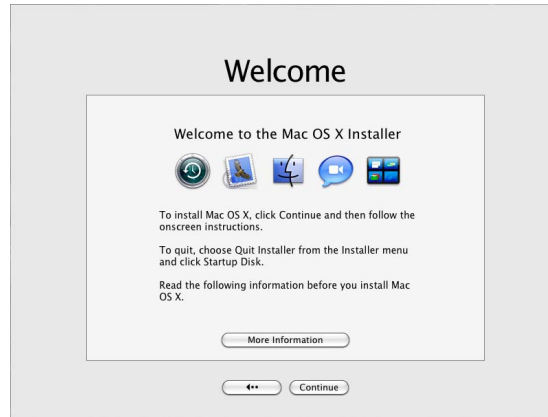 Welcome
Welcome to the Mac OS X Installer
To install Mac OS X, click Continue and then follow the
onscreen instructions.
To quit, choose Quit Installer from the Installer menu
and click Startup Disk.
Read the following information before you install Mac
OS X.
More Information
Continue